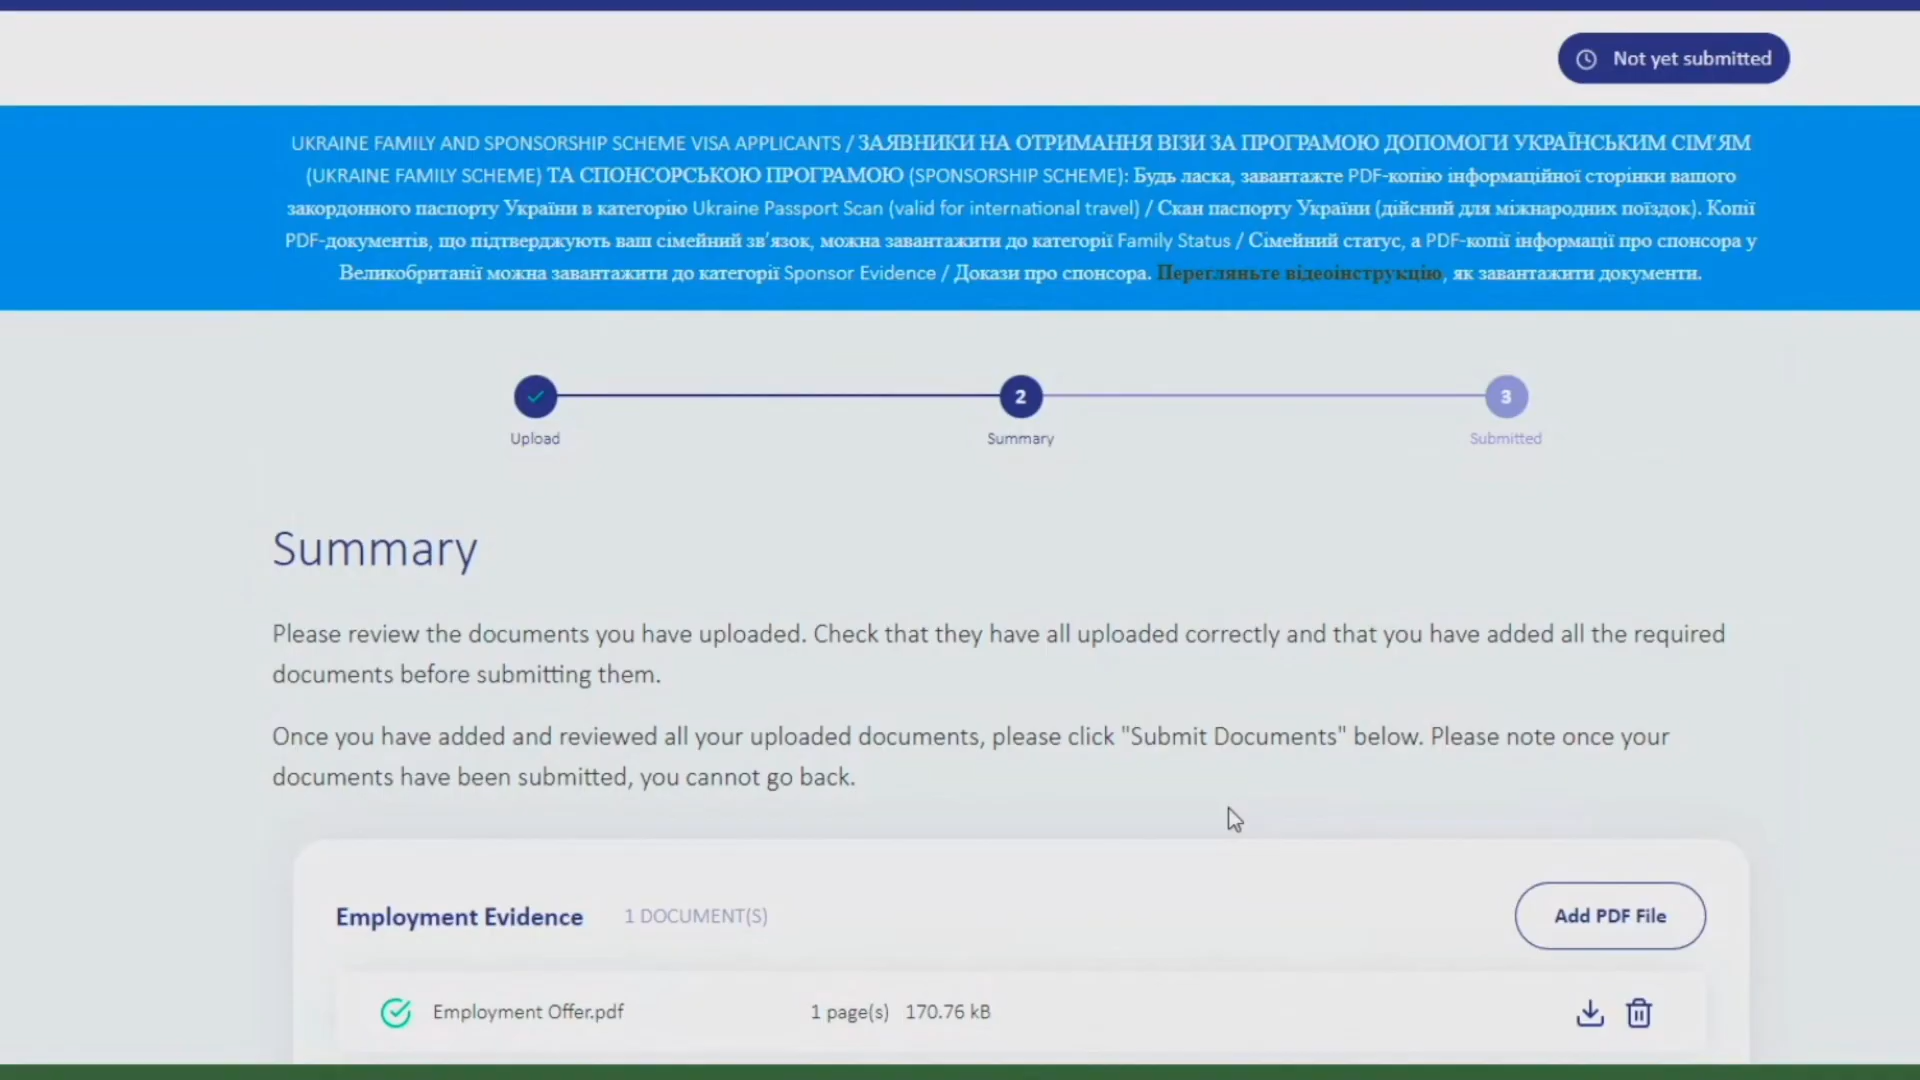 Not yet submitted
UKRAINE FAMILY AND SPONSORSHIP SCHEME VISA APPLICANTS / ЗАЯВНИКИ НА ОТРИМАННЯ ВІЗИ ЗА ПРОГРАМОЮ ДОПОМОГИ УКРАЇНСЬКИМ СІМ’ЯМ
(UKRAINE FAMILY SCHEME) ТА СПОНСОРСЬКОЮ ПРОГРАМОЮ (SPONSORSHIP SCHEME): Будь ласка, завантажте PDF-копію інформаційної сторінки вашого
закордонного паспорту України в категорію Ukraine Passport Scan (valid for international travel) / Скан паспорту України (дійсний для міжнародних поїздок). Копії
PDF-документів, що підтверджують ваш сімейний зв’язок, можна завантажити до категорії Family Status / Сімейний статус, а PDF-копії інформації про спонсора у
Великобританії можна завантажити до категорії Sponsor Evidence / Докази про спонсора. Перегляньте відеоінструкцію, як завантажити документи.
2
3
Upload
Summary
Submitted
Summary
Please review the documents you have uploaded. Check that they have all uploaded correctly and that you have added all the required
documents before submitting them.
Once you have added and reviewed all your uploaded documents, please click "Submit Documents" below. Please note once your
documents have been submitted, you cannot go back.
Employment Evidence 1 DOCUMENT(S) Add PDF File
Employment Offer.pdf 1 page(s) 170.76 kB